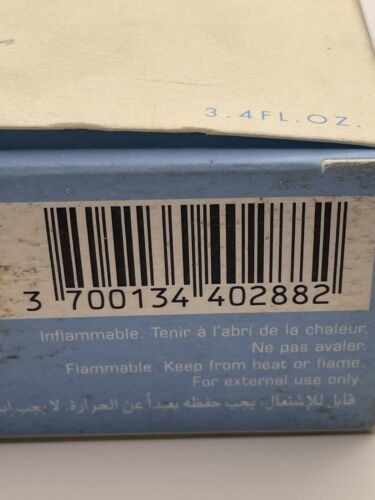 3.4FL.OZ.
3 700134 402882
Inflammable. Tenir à l'abri de la chaleur.
Ne pas avaler.
Flammable. Keep from heat or flame.
For external use only.
قابل للإشتعال. يجب حفظه بعيداً عن الحرارة. لا يجب